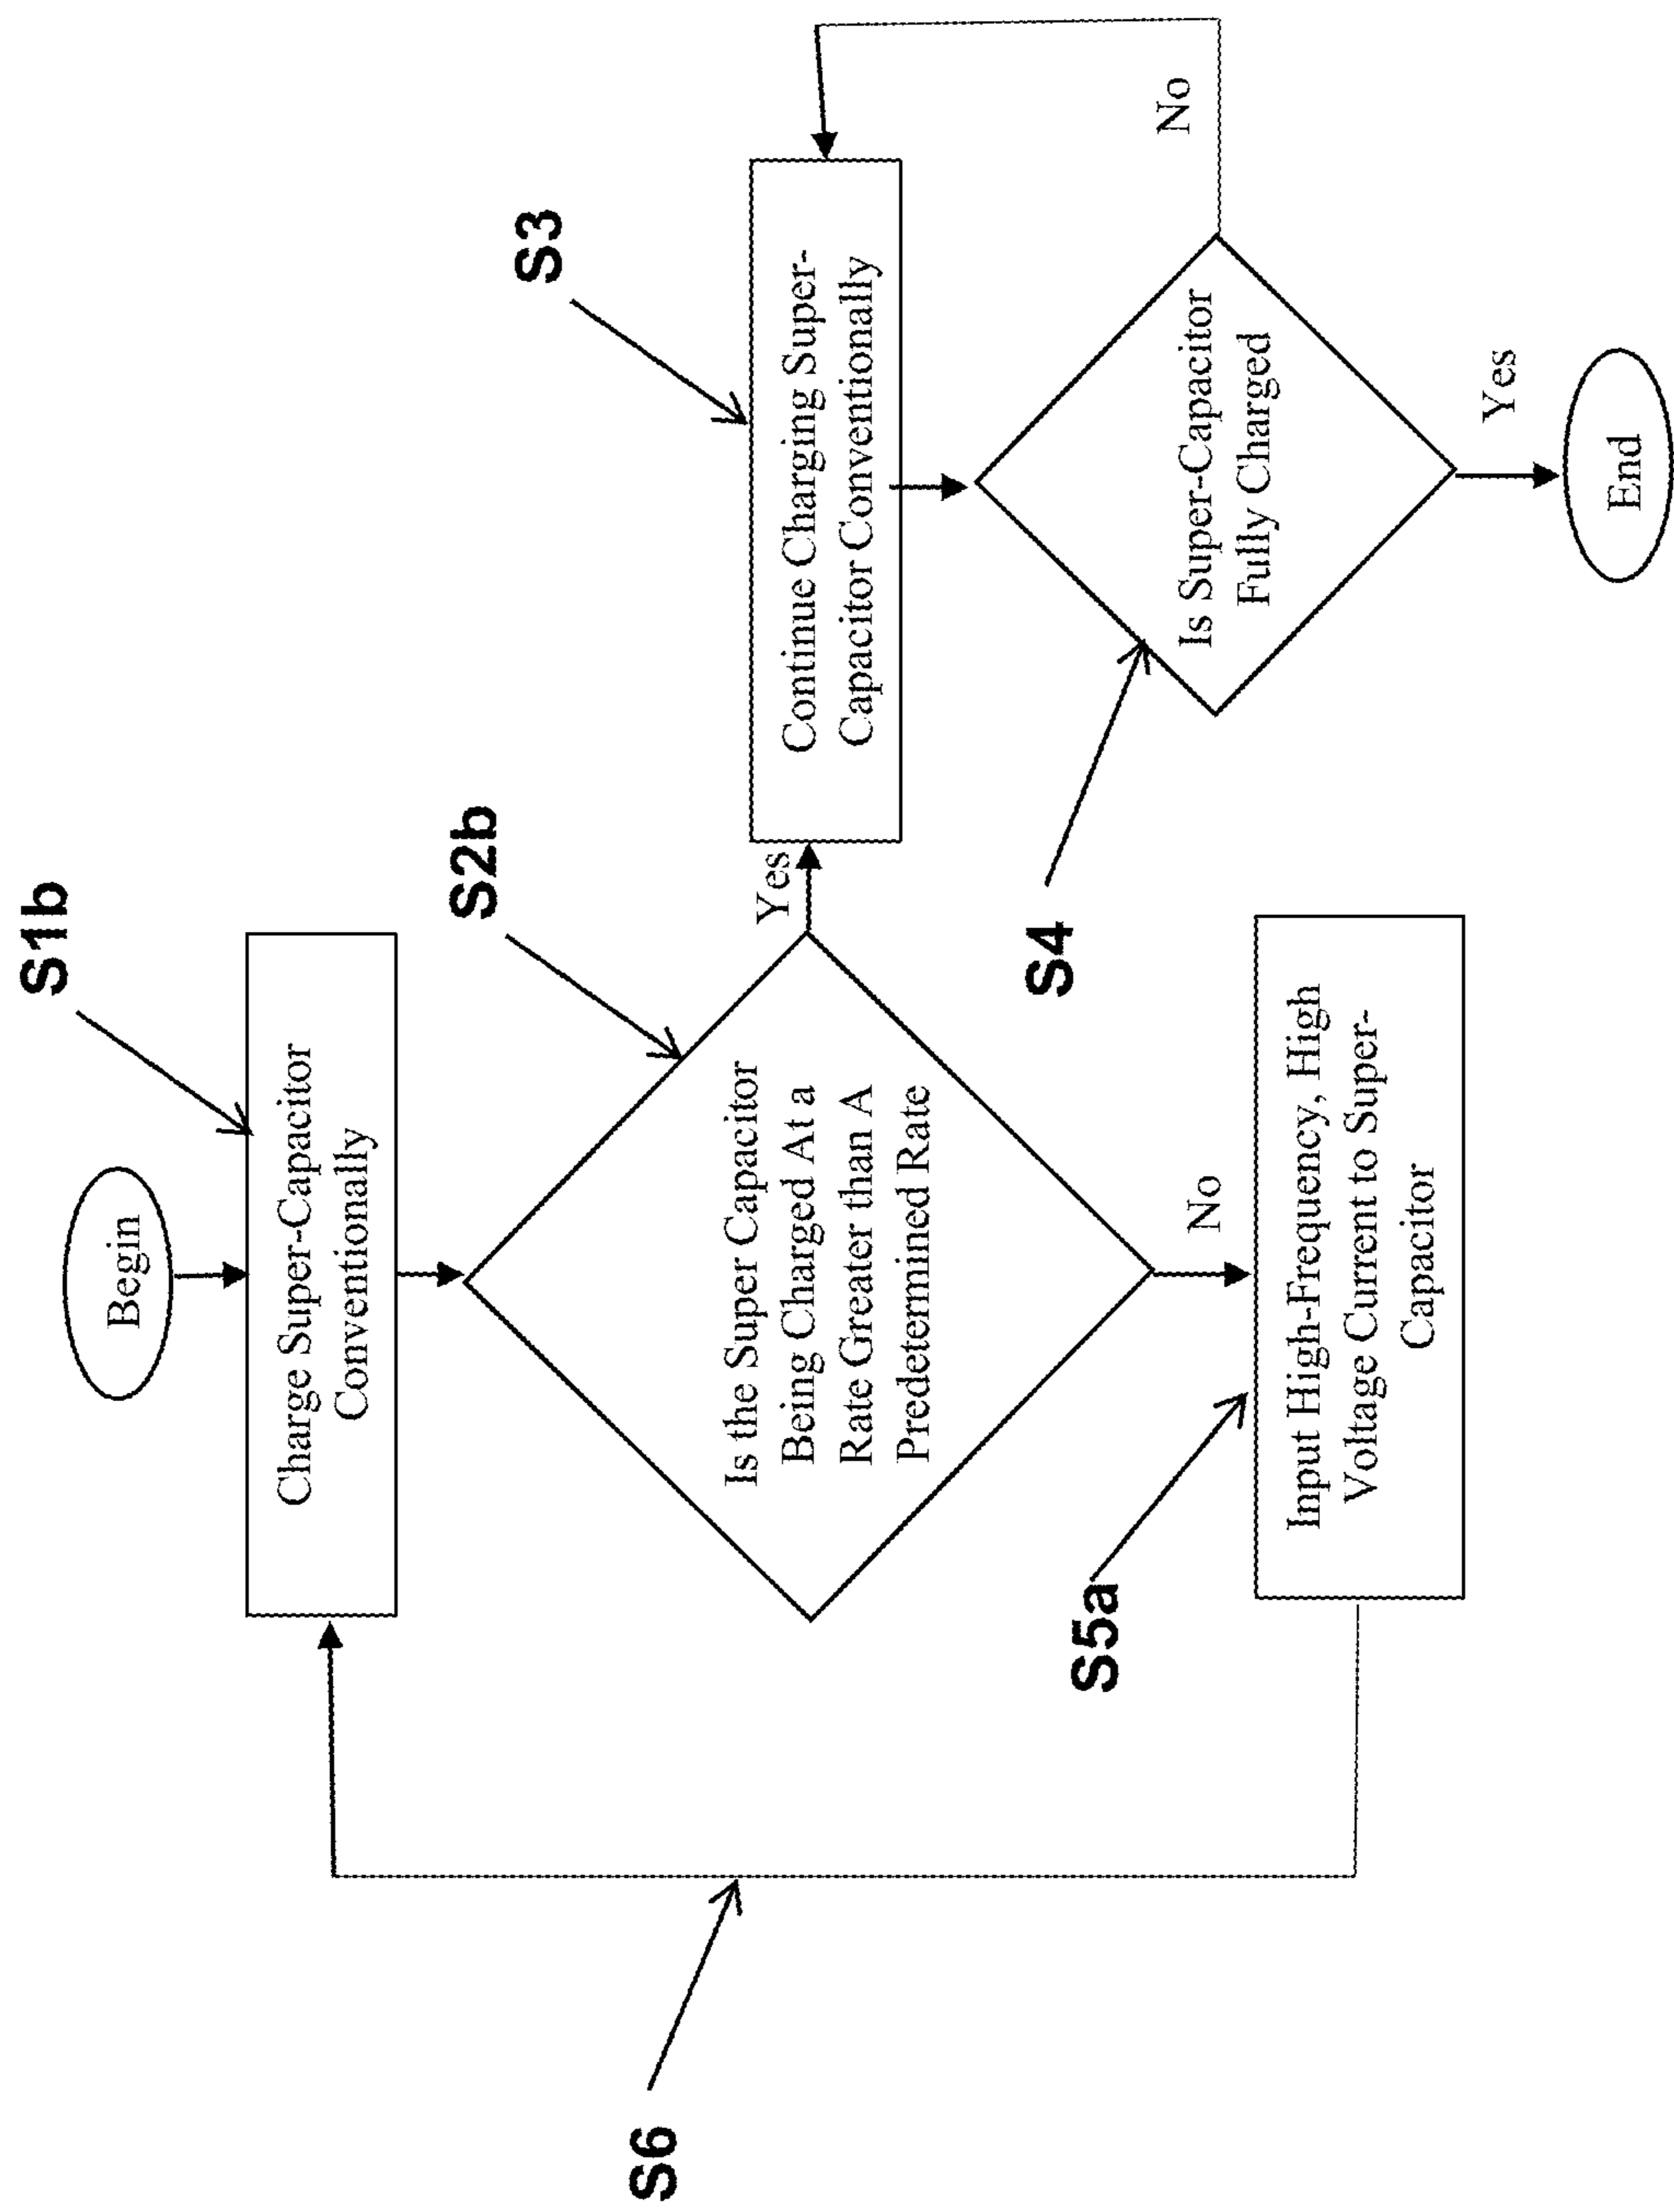 Begin
S1b
Charge Super-Capacitor
Conventionally
S2b
Is the Super Capacitor
Being Charged At a
Rate Greater than A
Predetermined Rate
Yes
S3
Continue Charging Super-
Capacitor Conventionally
S4
Is Super-Capacitor
Fully Charged
No
Yes
End
No
S5a
Input High-Frequency, High
Voltage Current to Super-
Capacitor
S6